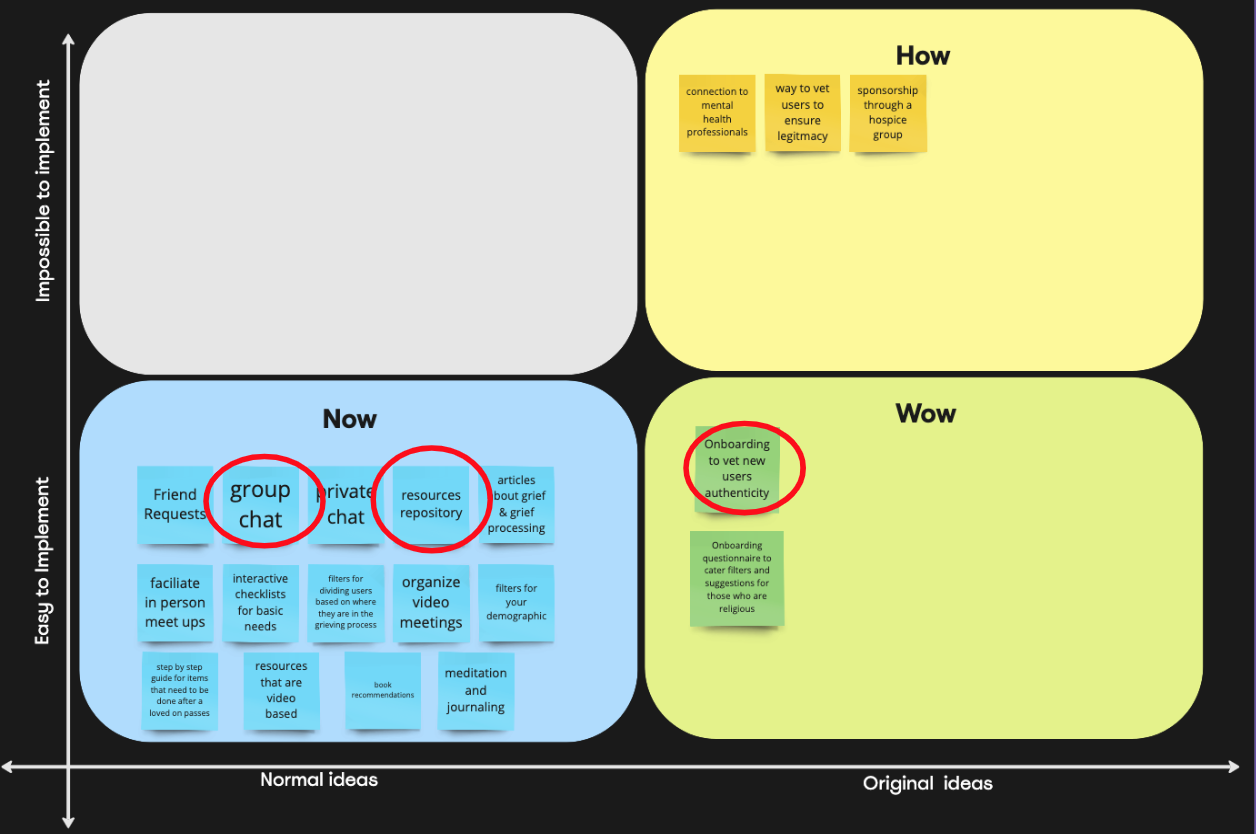 Impossible to implement
How
connection to
mental
health
professionals
way to vet
users to
ensure
legitmacy
sponsorship
through a
hospice
group
Easy to Implement
Now
Friend
Requests
group
chat
private
chat
resources
repository
articles
about grief
& grief
processing
faciliate
in person
meet ups
interactive
checklists
for basic
needs
filters for
dividing users
based on where
they are in the
grieving process
organize
video
meetings
filters for
your
demographic
step by step
guide for items
that need to be
done after a
loved on passes
resources
that are
video
based
book
recommendations
meditation
and
journaling
Wow
Onboarding
to vet new
users
authenticity
Onboarding
questionnaire to
cater filters and
suggestions for
those who are
religious
Normal ideas
Original ideas